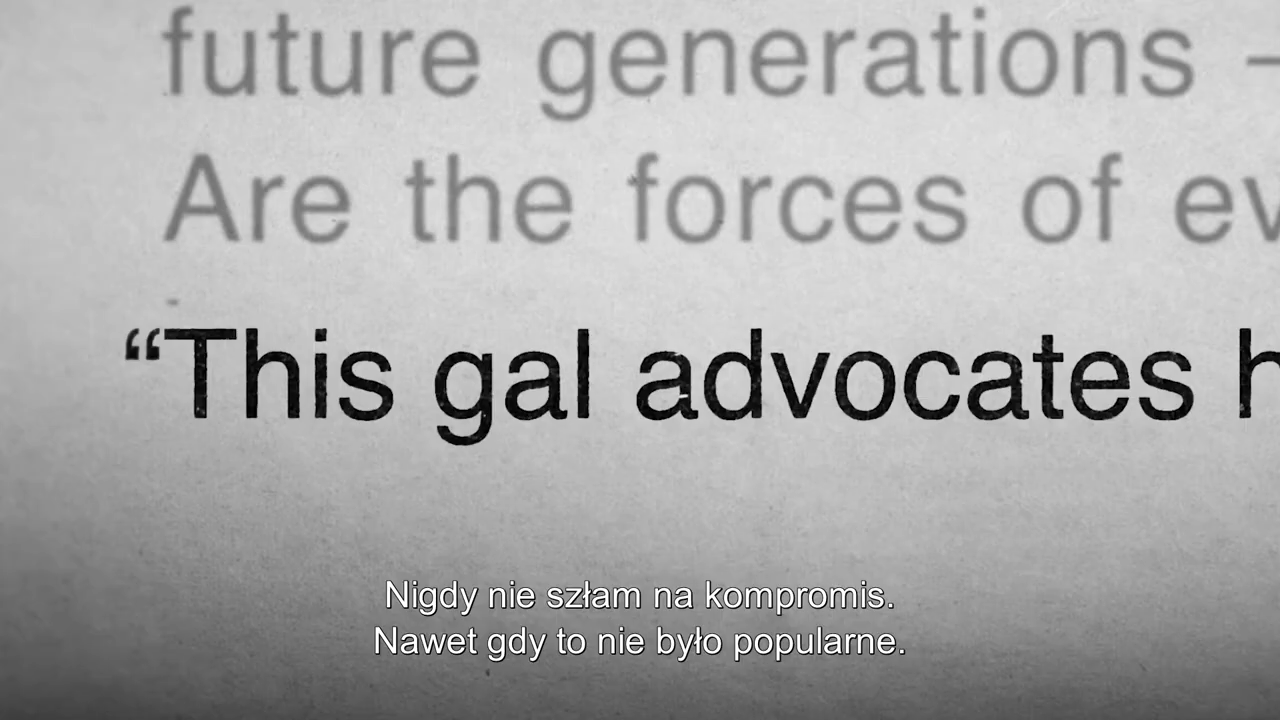 future generations –
Are the forces of ev
“This gal advocates h
Nigdy nie szłam na kompromis.
Nawet gdy to nie było popularne.